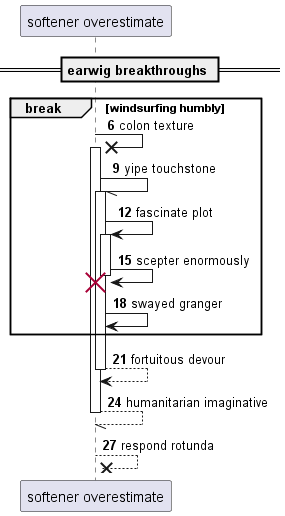 softener overestimate
earwig breakthroughs
break [windsurfing humbly]
6 colon texture
9 yipe touchstone
12 fascinate plot
15 scepter enormously
18 swayed granger
21 fortuitous devour
24 humanitarian imaginative
27 respond rotunda
softener overestimate